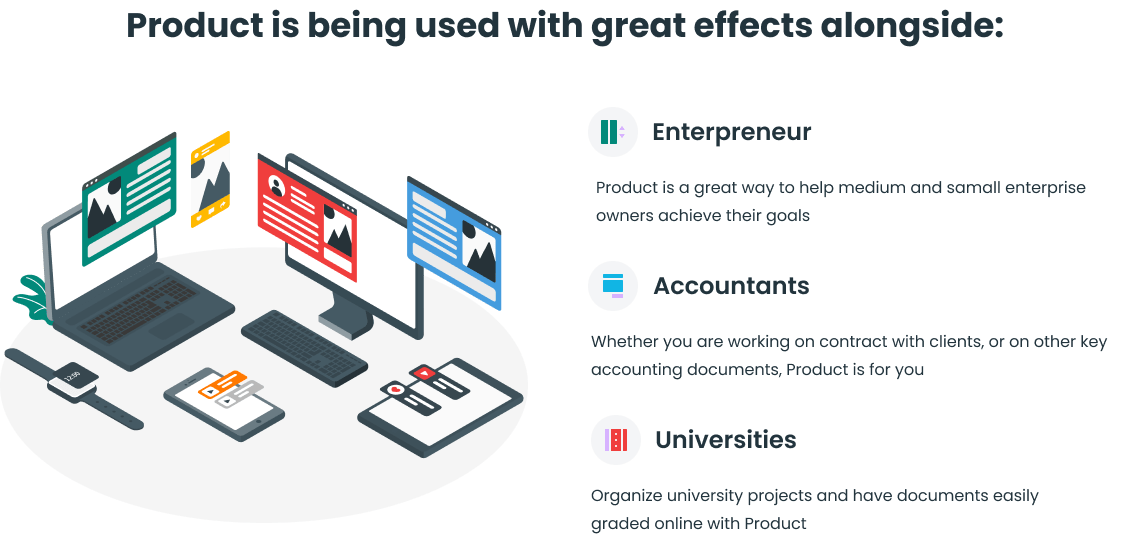 Product is being used with great effects alongside:
Enterpreneur
Product is a great way to help medium and samall enterprise
owners achieve their goals
Accountants
Whether you are working on contract with clients, or on other key
accounting documents, Product is for you
Universities
Organize university projects and have documents easily
graded online with Product
12:00